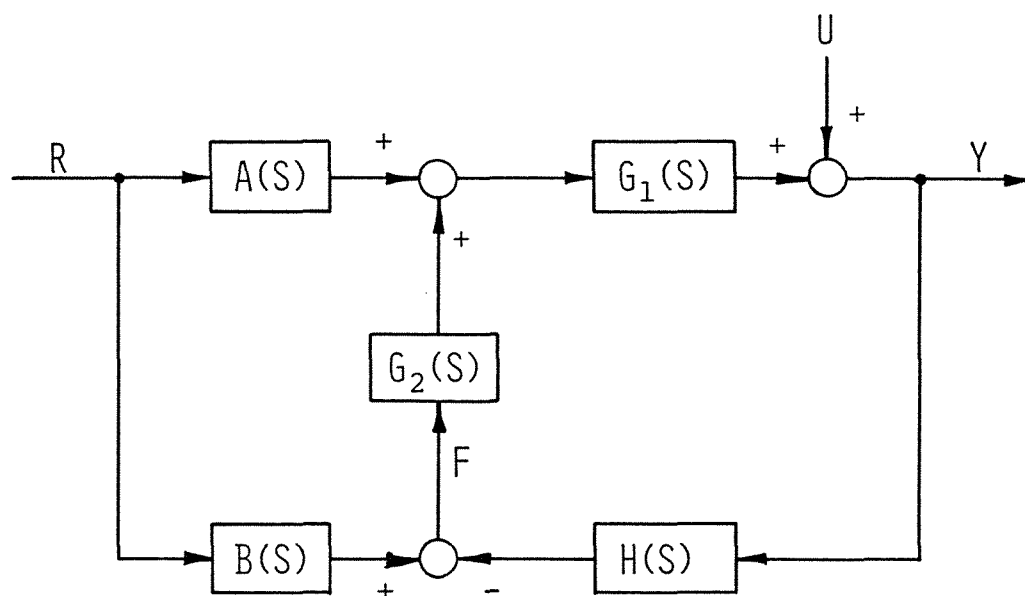 U
+
R
A(S)
+
G₁(S)
+
Y
+
G₂(S)
F
B(S)
+
-
H(S)